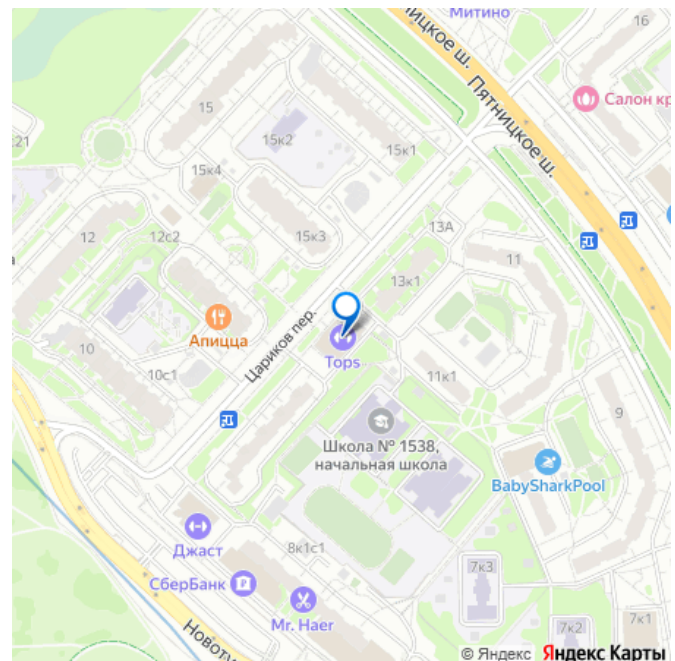 Митино
16
Пятницкое ш.
Пятницкое ш.
Салон кр
15
15к2
15к1
21
15к4
13А
12
12с2
15к3
11
13к1
Апицца
Цариков пер.
Tops
10
10с1
11к1
9
Школа № 1538,
начальная школа
BabySharkPool
Джаст
8к1с1
СберБанк
7к3
Mr. Haer
7к2
7к1
Новоту
© Яндекс Яндекс Карты